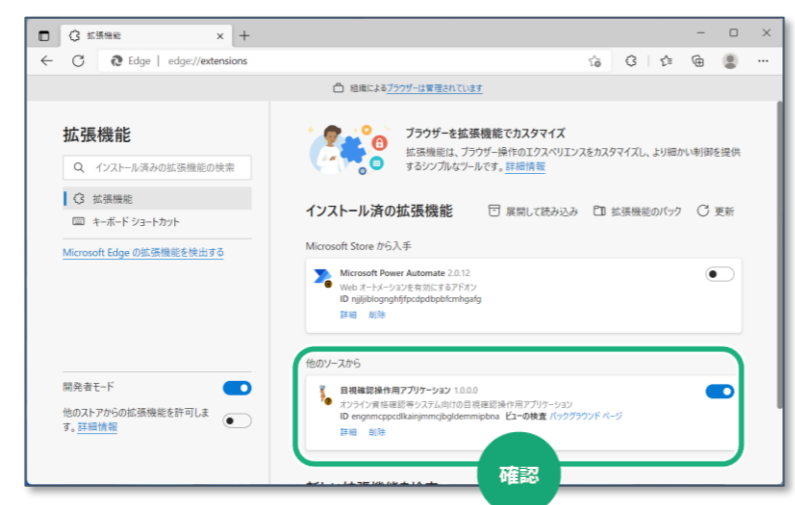 拡張機能
Edge | edge://extensions
組織によるブラウザーは管理されています
拡張機能
インストール済みの拡張機能の検索
拡張機能
キーボード ショートカット
Microsoft Edge の拡張機能を検出する
開発者モード
他のストアからの拡張機能を許可しま
す。詳細情報
ブラウザーを拡張機能でカスタマイズ
拡張機能は、ブラウザー操作のエクスペリエンスをカスタマイズし、より細かい制御を提供
するシンプルなツールです。詳細情報
インストール済の拡張機能 展開して読み込み 拡張機能のパック 更新
Microsoft Store から入手
Microsoft Power Automate 2.0.12
Web オートメーションを有効にするアドオン
詳細 削除
他のソースから
目視確認操作用アプリケーション 1.0.0.0
オンライン資格確認等システム向けの目視確認操作用アプリケーション
ID engnmcppcdlkainjmmcjbgldemmipbna ビューの検査 バックグラウンド ページ
詳細 削除
確認